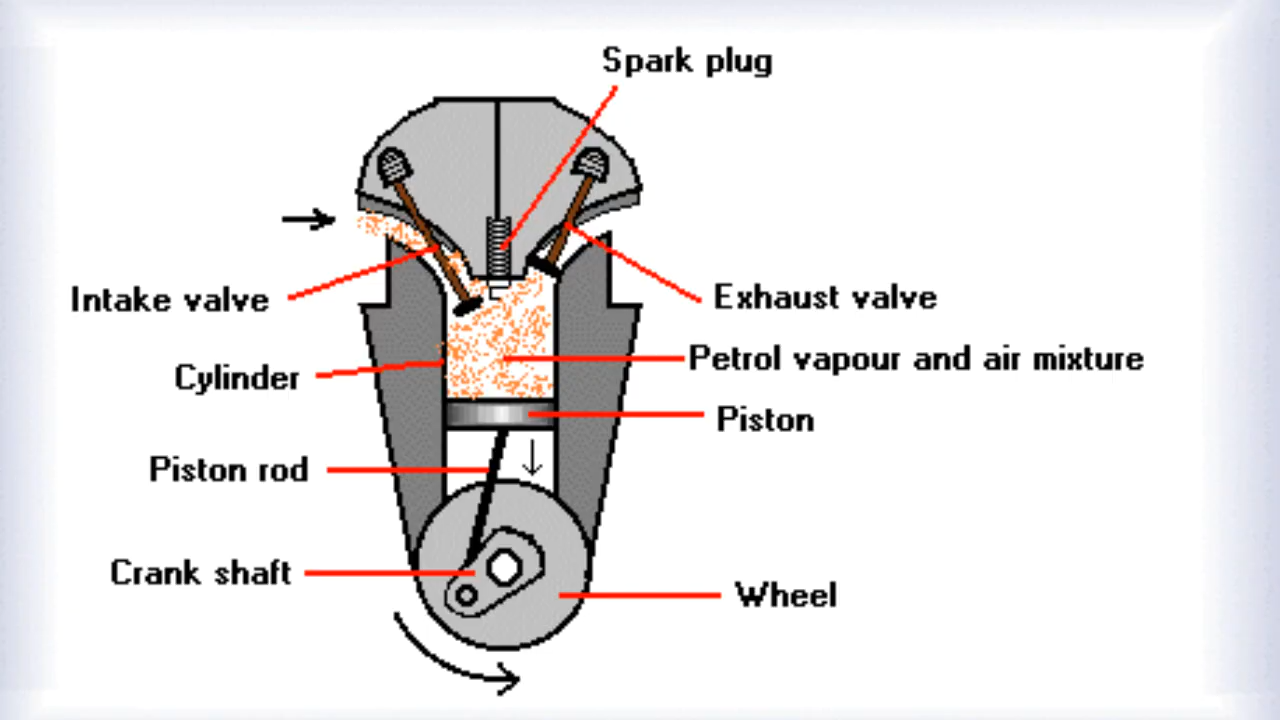 Spark plug
Intake valve
Exhaust valve
Petrol vapour and air mixture
Cylinder
Piston
Piston rod
Crank shaft
Wheel